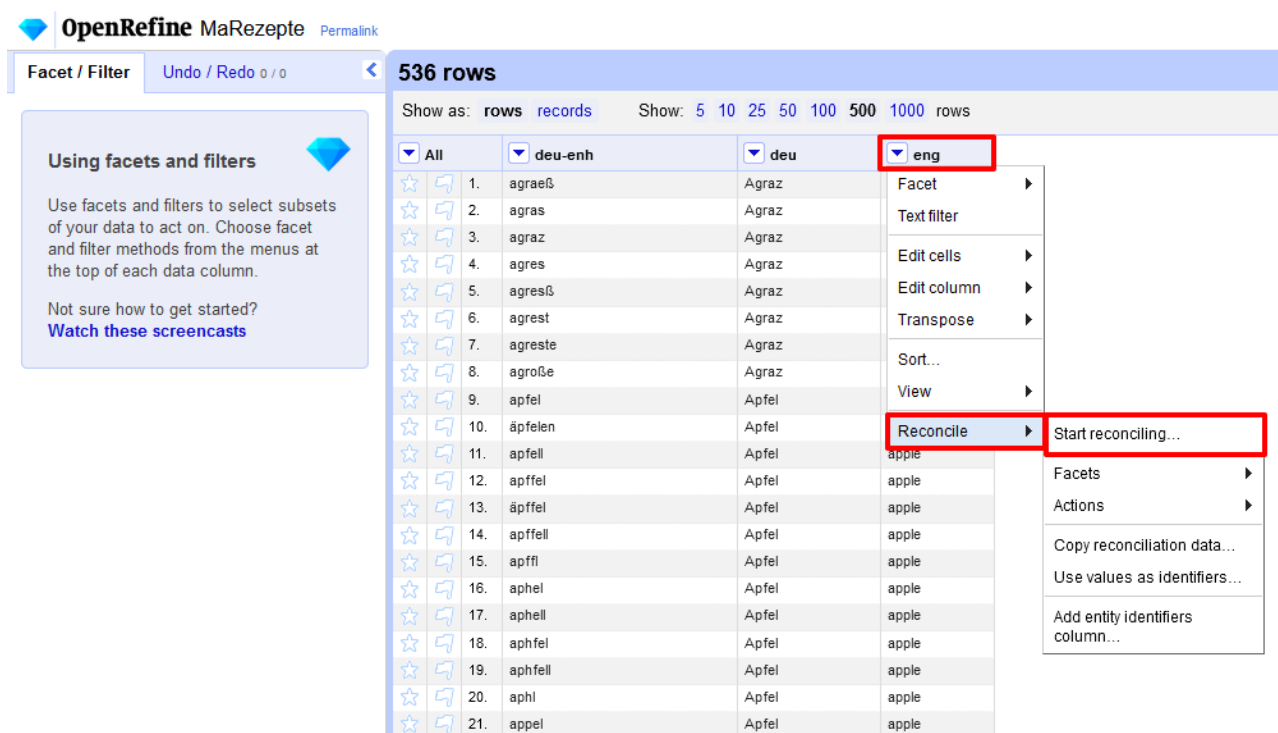 OpenRefine MaRezepte Permalink
Facet / Filter Undo / Redo 0 / 0
536 rows
Show as: rows records Show: 5 10 25 50 100 500 1000 rows
All deu-enh deu eng
Using facets and filters
Use facets and filters to select subsets
of your data to act on. Choose facet
and filter methods from the menus at
the top of each data column.
Not sure how to get started?
Watch these screencasts
1. agraeß Agraz
2. agras Agraz
3. agraz Agraz
4. agres Agraz
5. agresß Agraz
6. agrest Agraz
7. agreste Agraz
8. agroße Agraz
9. apfel Apfel
10. äpfelen Apfel
11. apfell Apfel apple
12. apffel Apfel apple
13. äpffel Apfel apple
14. apffell Apfel apple
15. apffl Apfel apple
16. aphel Apfel apple
17. aphell Apfel apple
18. aphfel Apfel apple
19. aphfell Apfel apple
20. aphl Apfel apple
21. appel Apfel apple
Facet
Text filter
Edit cells
Edit column
Transpose
Sort...
View
Reconcile
Start reconciling...
Facets
Actions
Copy reconciliation data...
Use values as identifiers...
Add entity identifiers
column...